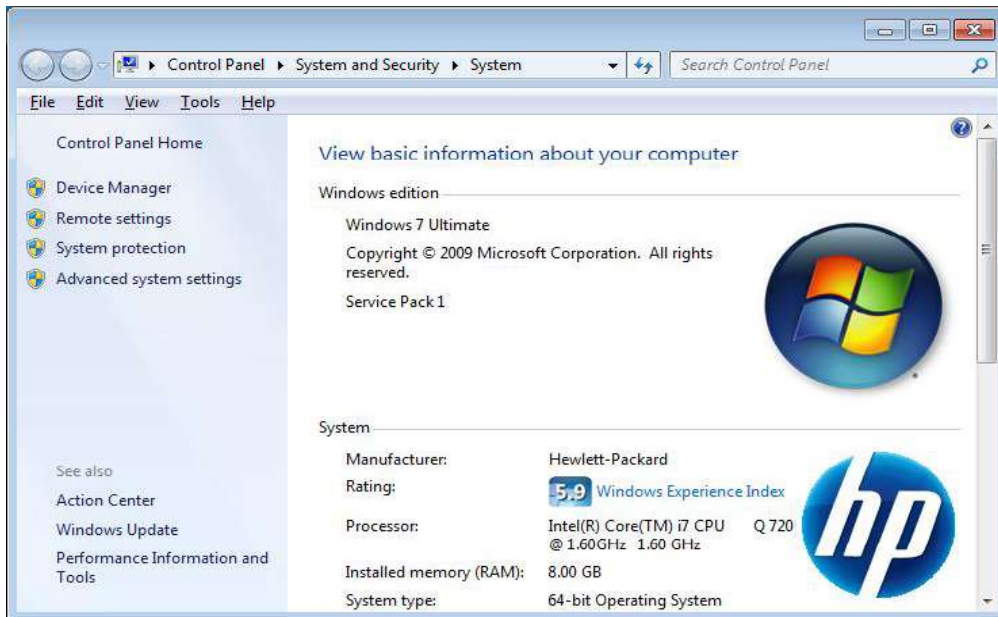 Control Panel System and Security System Search Control Panel
File Edit View Tools Help
Control Panel Home
Device Manager
Remote settings
System protection
Advanced system settings
See also
Action Center
Windows Update
Performance Information and
Tools
View basic information about your computer
Windows edition
Windows 7 Ultimate
Copyright © 2009 Microsoft Corporation. All rights
reserved.
Service Pack 1
System
Manufacturer: Hewlett-Packard
Rating: 5.9 Windows Experience Index
Processor: Intel(R) Core(TM) i7 CPU Q 720
@ 1.60GHz 1.60 GHz
Installed memory (RAM): 8.00 GB
System type: 64-bit Operating System
hp